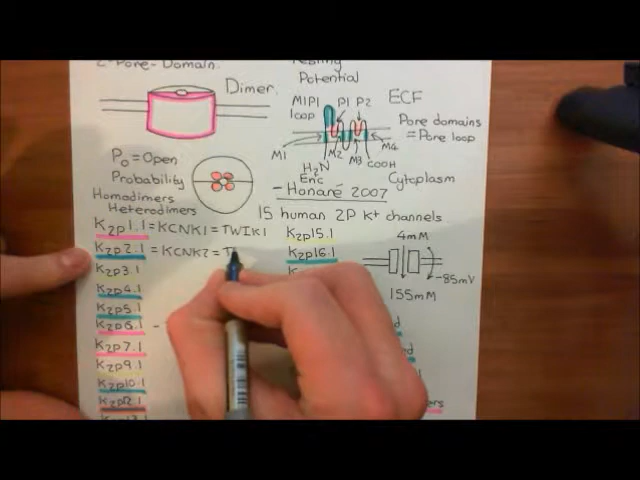 2-Pore-Domain.
Resting
Potential
Dimer.
M1P1
loop
P1 P2
ECF
Pore domains
= Pore loop
M1
M2
M3
M4
H2N
COOH
Enc
Cytoplasm
Po = Open
Probability
Homodimers
Heterodimers
- Honoré 2007
15 human 2P K+ channels
K2p1.1 = KCNK1 = TWIK1
K2p2.1 = KCNK2 = T
K2p3.1
K2p4.1
K2p5.1
K2p6.1 -
K2p7.1
K2p9.1
K2p10.1
K2p12.1
K2p15.1
K2p16.1
4mM
-85mV
155mM